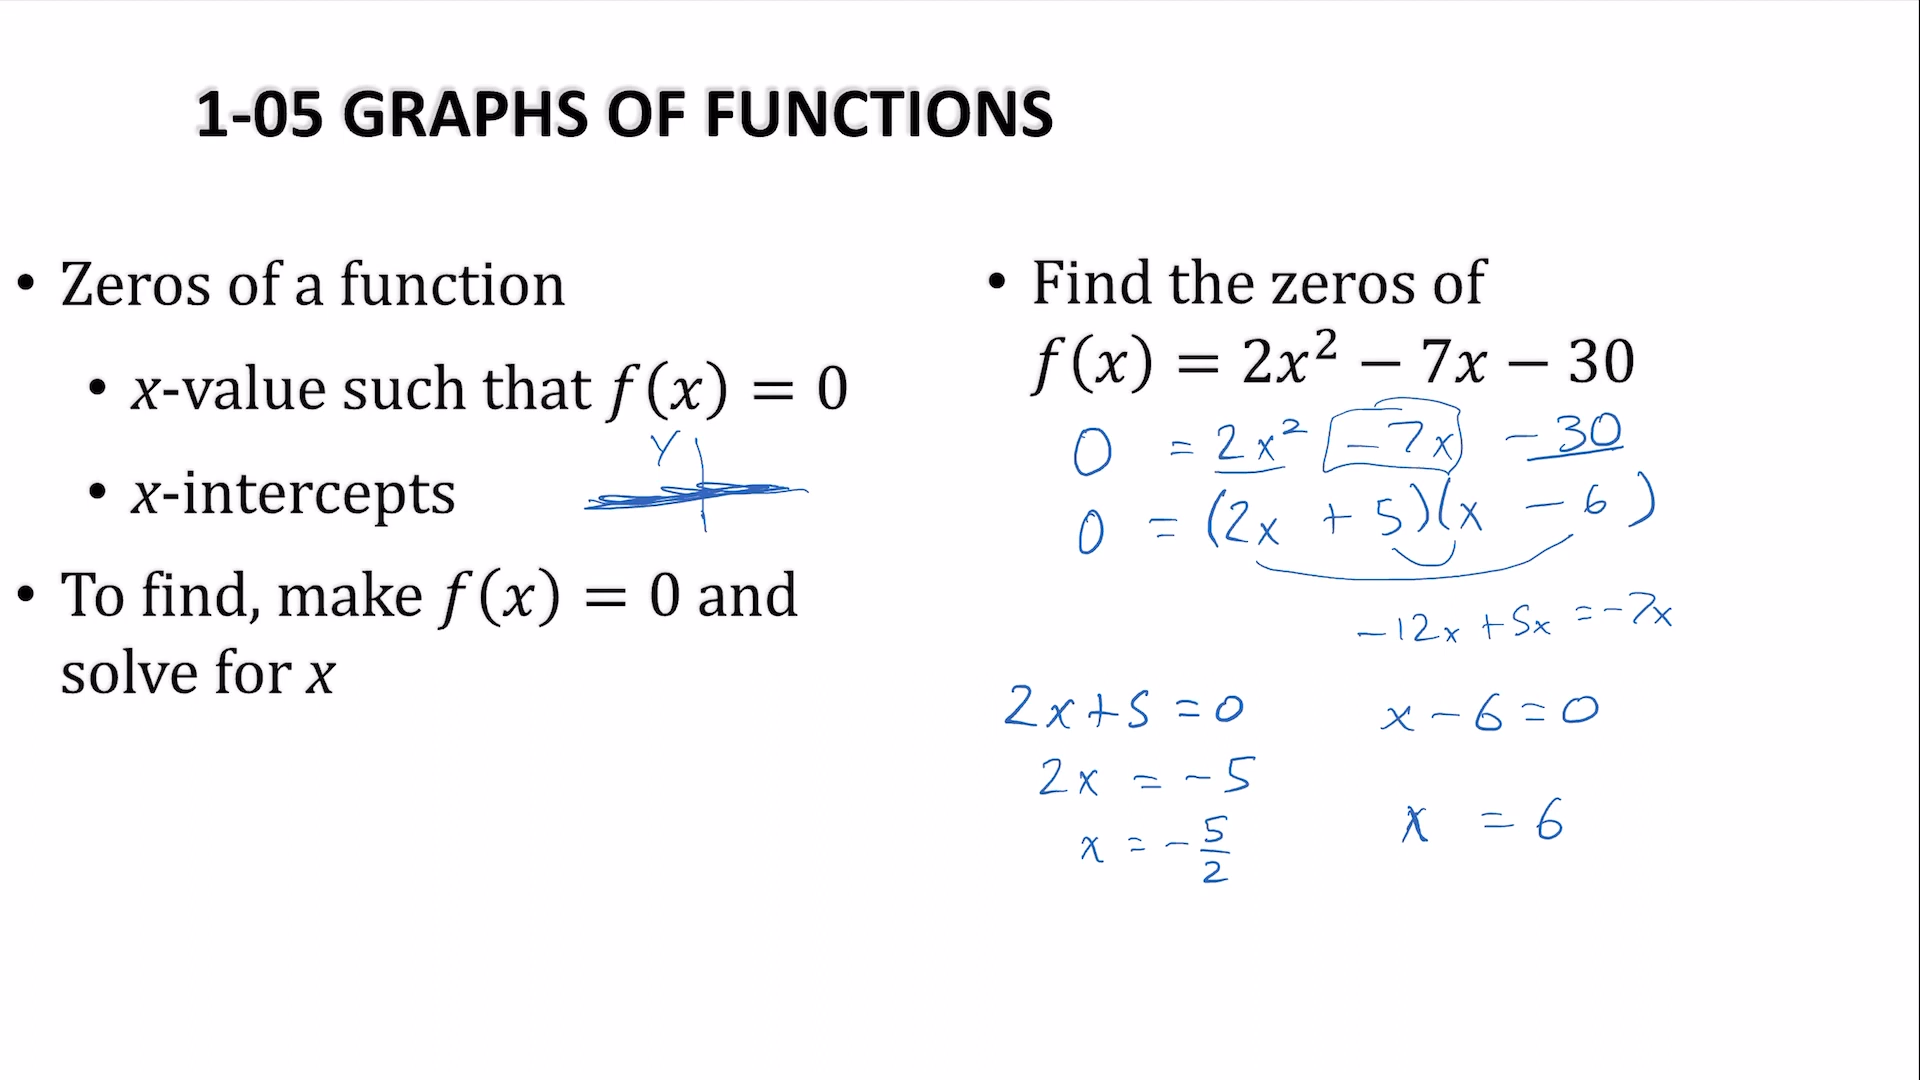 1-05 GRAPHS OF FUNCTIONS
• Zeros of a function
• x-value such that f(x) = 0
• x-intercepts
y
• To find, make f(x) = 0 and
solve for x
• Find the zeros of
f(x) = 2x² − 7x − 30
0 = 2x² − 7x − 30
0 = (2x + 5)(x − 6)
−12x + 5x = −7x
2x + 5 = 0
2x = −5
x = −5/2
x − 6 = 0
x = 6